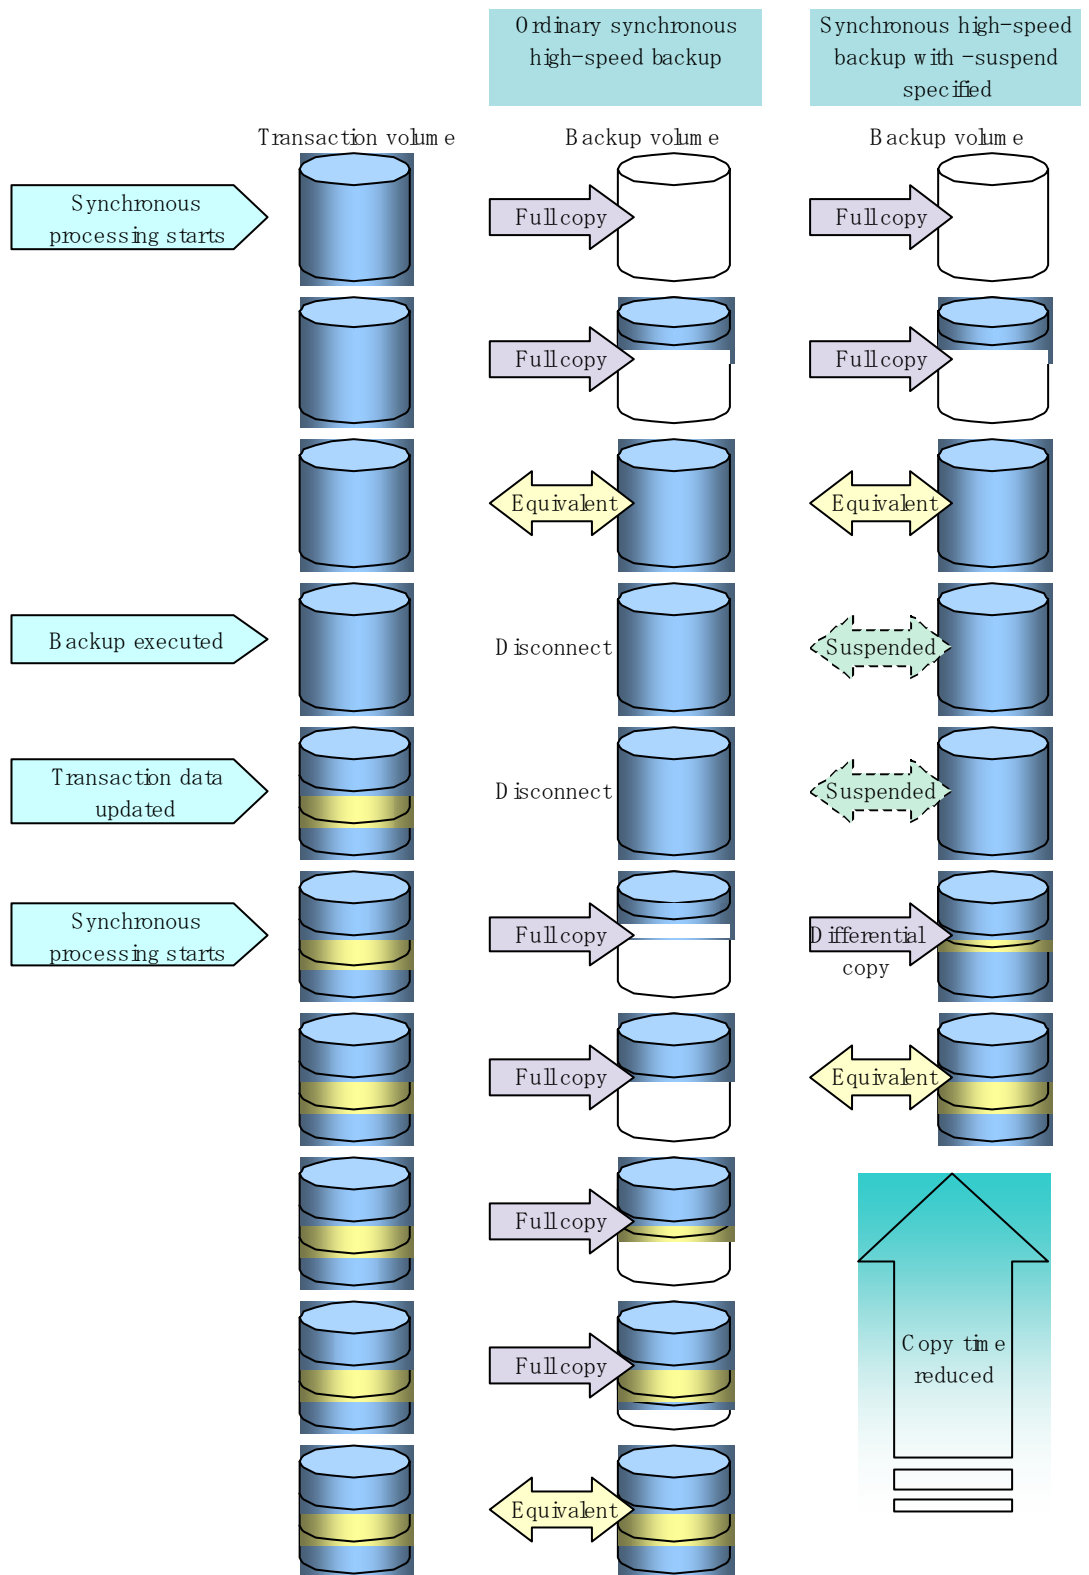 Ordinary synchronous
high-speed backup
Synchronous high-speed
backup with -suspend
specified
Transaction volume
Backup volume
Backup volume
Synchronous
processing starts
Full copy
Full copy
Full copy
Full copy
Equivalent
Equivalent
Backup executed
Disconnect
Suspended
Transaction data
updated
Disconnect
Suspended
Synchronous
processing starts
Full copy
Differential
copy
Full copy
Equivalent
Full copy
Full copy
Copy time
reduced
Equivalent